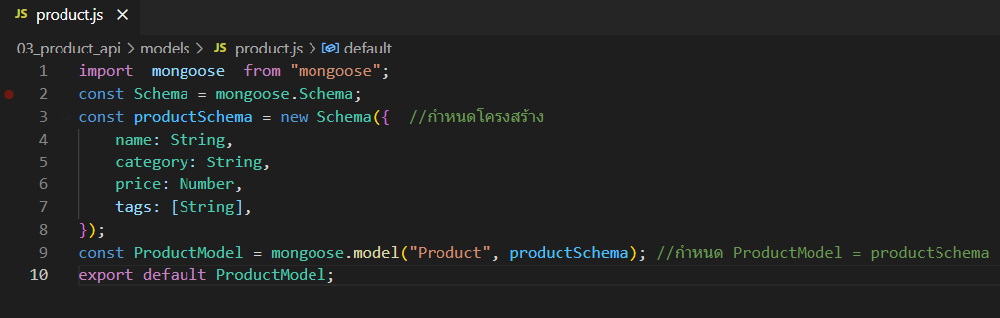 JS product.js ×
03_product_api > models > JS product.js > default
1 import  mongoose  from "mongoose";
2 const Schema = mongoose.Schema;
3 const productSchema = new Schema({  //กำหนดโครงสร้าง
4     name: String,
5     category: String,
6     price: Number,
7     tags: [String],
8 });
9 const ProductModel = mongoose.model("Product", productSchema); //กำหนด ProductModel = productSchema
10 export default ProductModel;